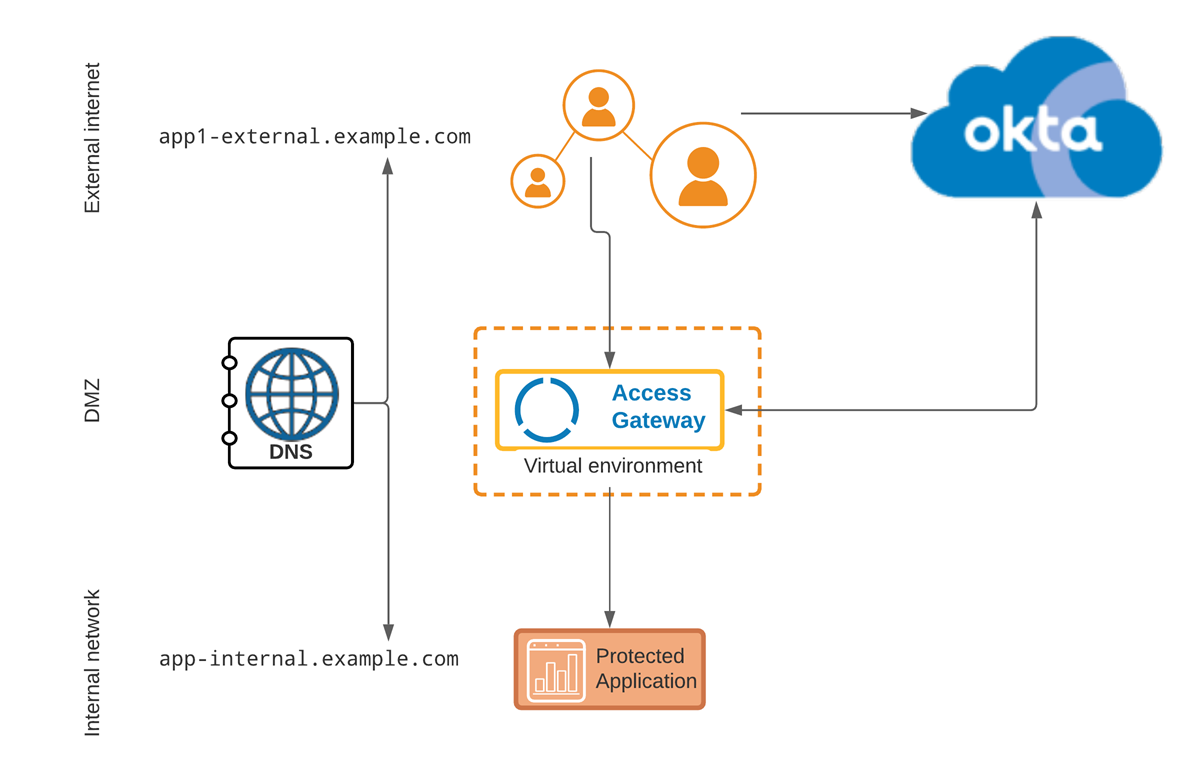 External internet
app1-external.example.com
okta
DMZ
DNS
Access
Gateway
Virtual environment
Internal network
app-internal.example.com
Protected
Application